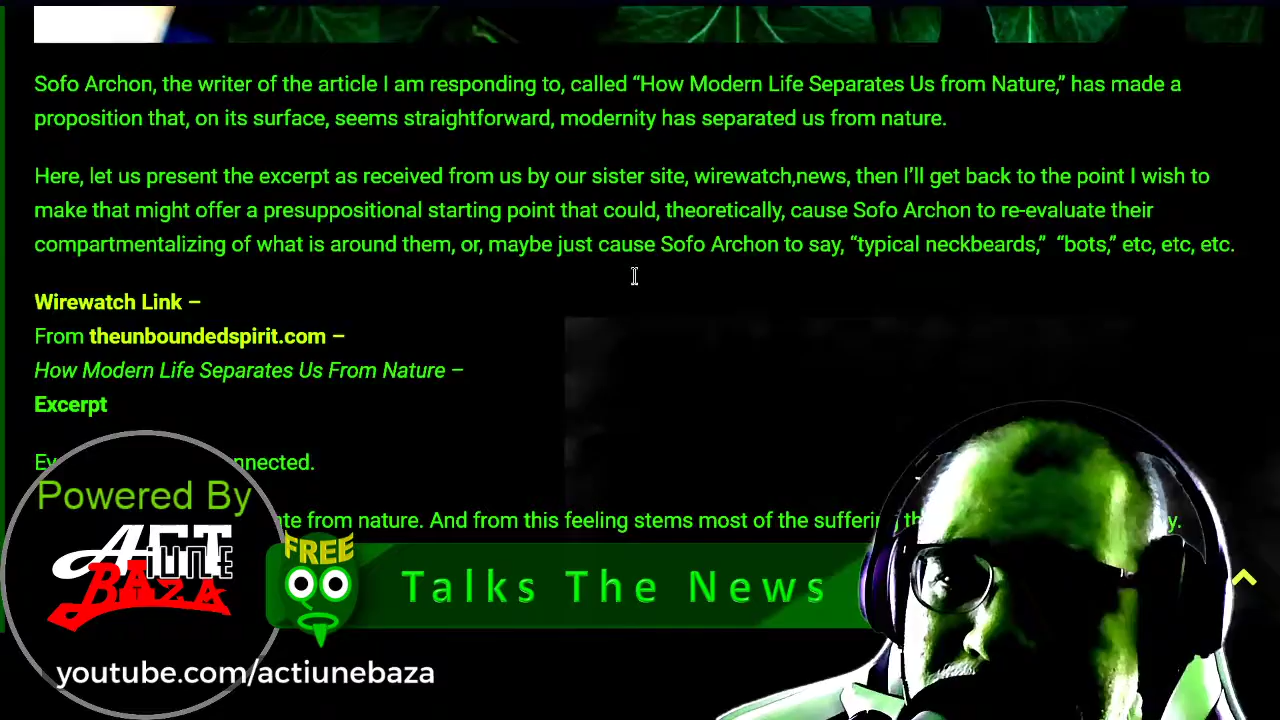 Sofo Archon, the writer of the article I am responding to, called “How Modern Life Separates Us from Nature,” has made a
proposition that, on its surface, seems straightforward, modernity has separated us from nature.
Here, let us present the excerpt as received from us by our sister site, wirewatch,news, then I’ll get back to the point I wish to
make that might offer a presuppositional starting point that could, theoretically, cause Sofo Archon to re-evaluate their
compartmentalizing of what is around them, or, maybe just cause Sofo Archon to say, “typical neckbeards,” “bots,” etc, etc, etc.
Wirewatch Link –
From theunboundedspirit.com –
How Modern Life Separates Us From Nature –
Excerpt
Powered By
from nature. And from this feeling stems most of the
ACT
IUNE
BAZA
FREE
Talks The News
youtube.com/actiunebaza